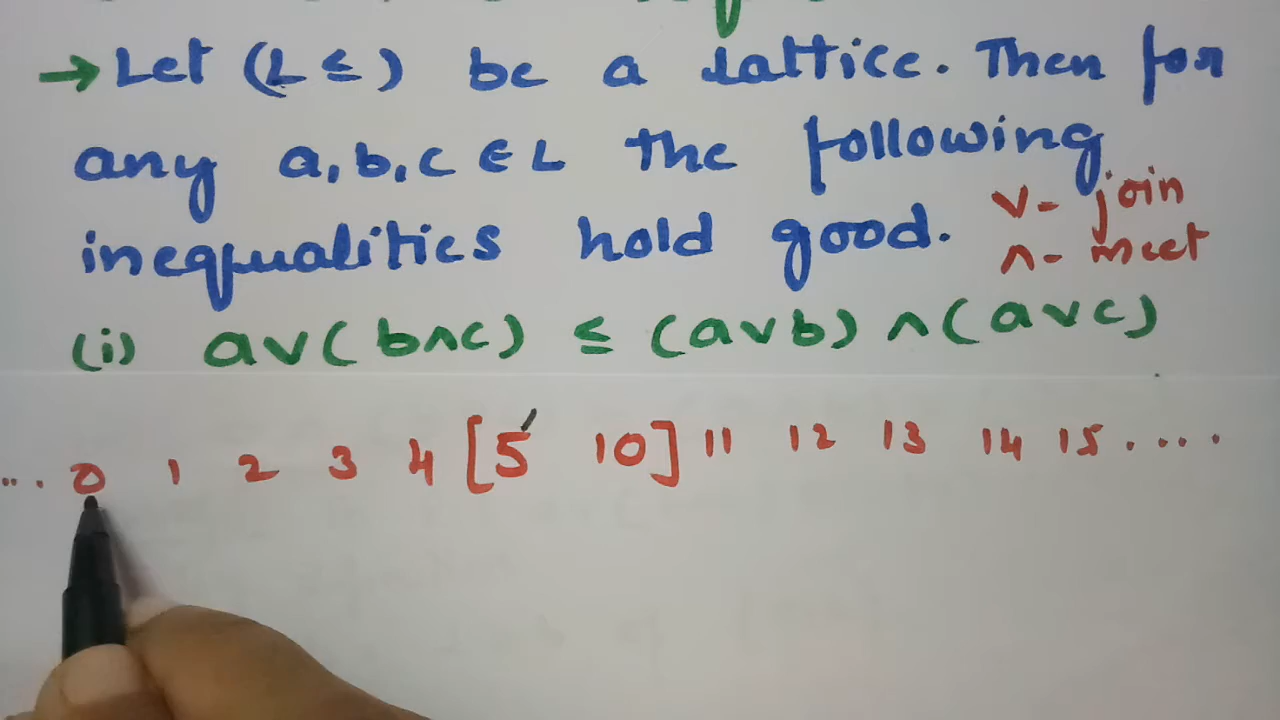 → Let (L ≤) be a lattice. Then for
any a, b, c ∈ L the following
inequalities hold good.
∨ - join
∧ - meet
(i) a∨(b∧c) ≤ (a∨b) ∧ (a∨c)
... 0 1 2 3 4 [5 10] 11 12 13 14 15....